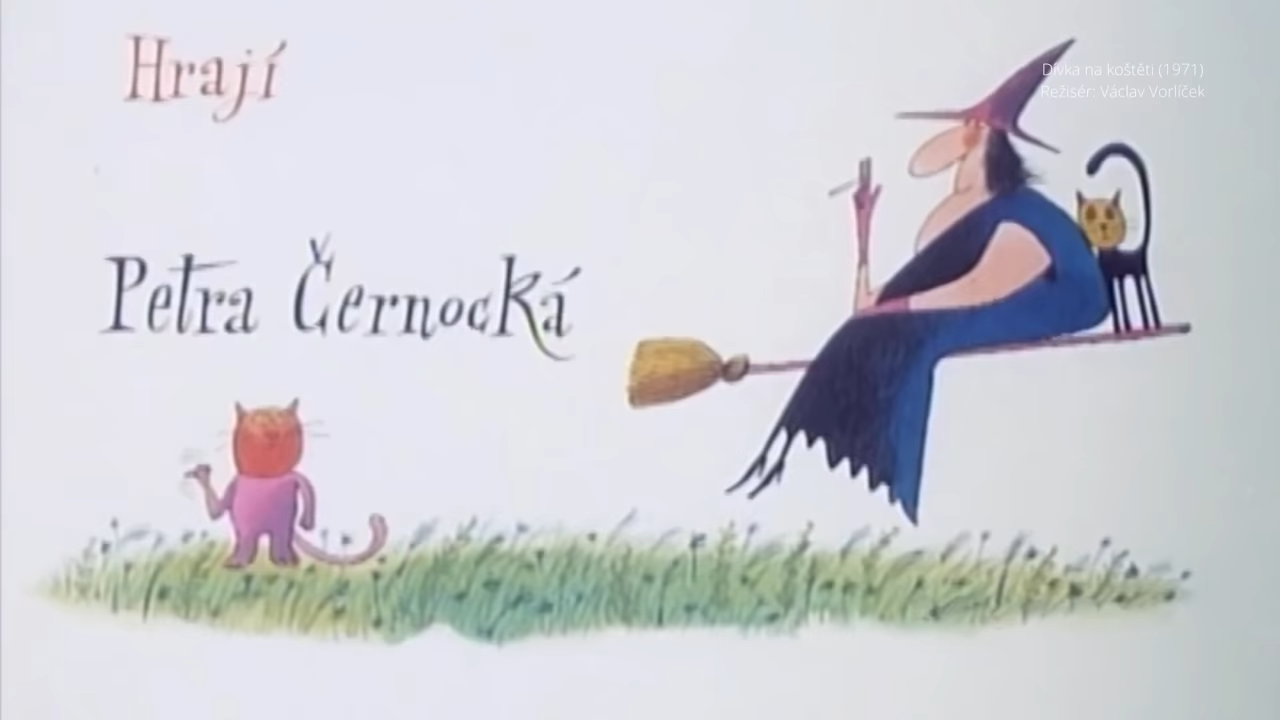 Hrají
Dívka na koštěti (1971)
Režisér: Václav Vorlíček
Petra Černocká